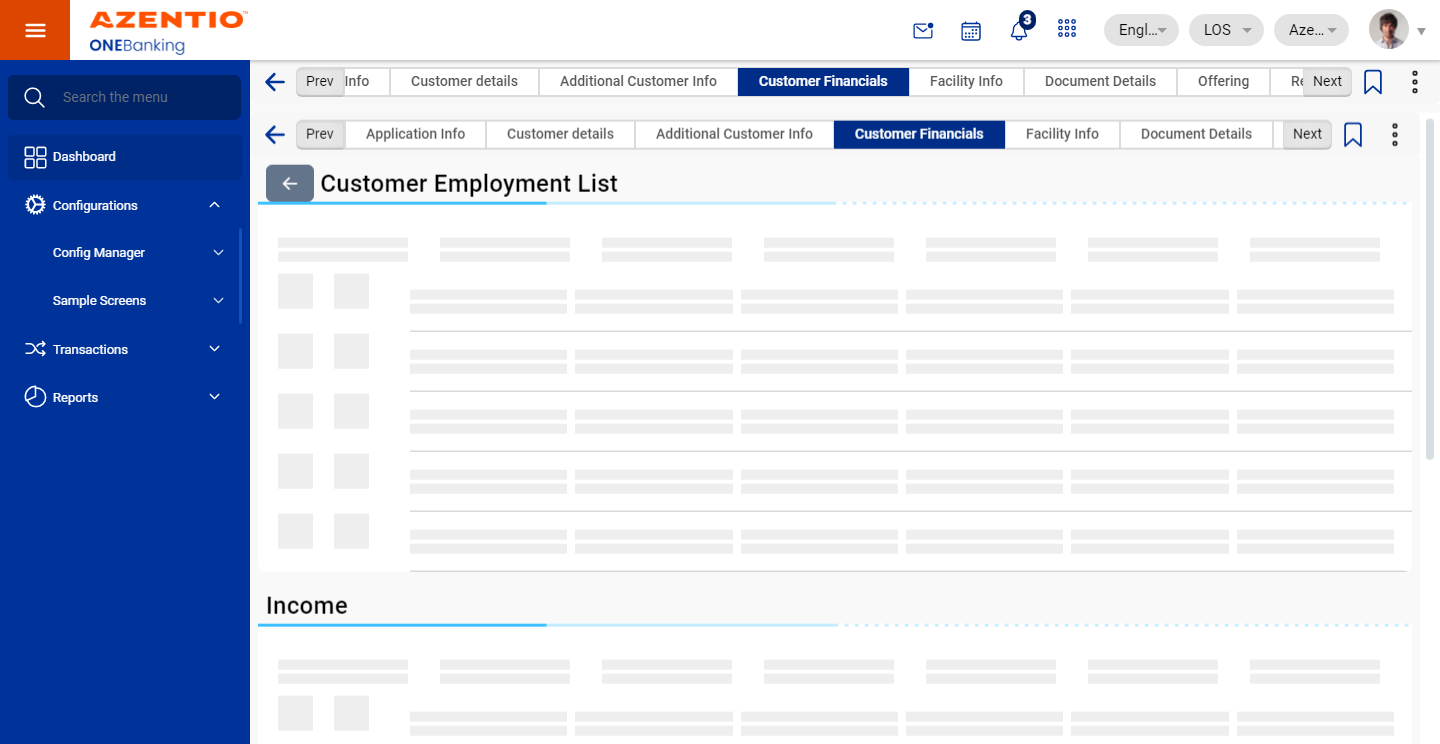 AZENTIO™
ONEBanking
3
Engl...
LOS
Aze...
Search the menu
Dashboard
Configurations
Config Manager
Sample Screens
Transactions
Reports
Prev Info Customer details Additional Customer Info Customer Financials Facility Info Document Details Offering Re Next
Prev Application Info Customer details Additional Customer Info Customer Financials Facility Info Document Details Next
Customer Employment List
Income